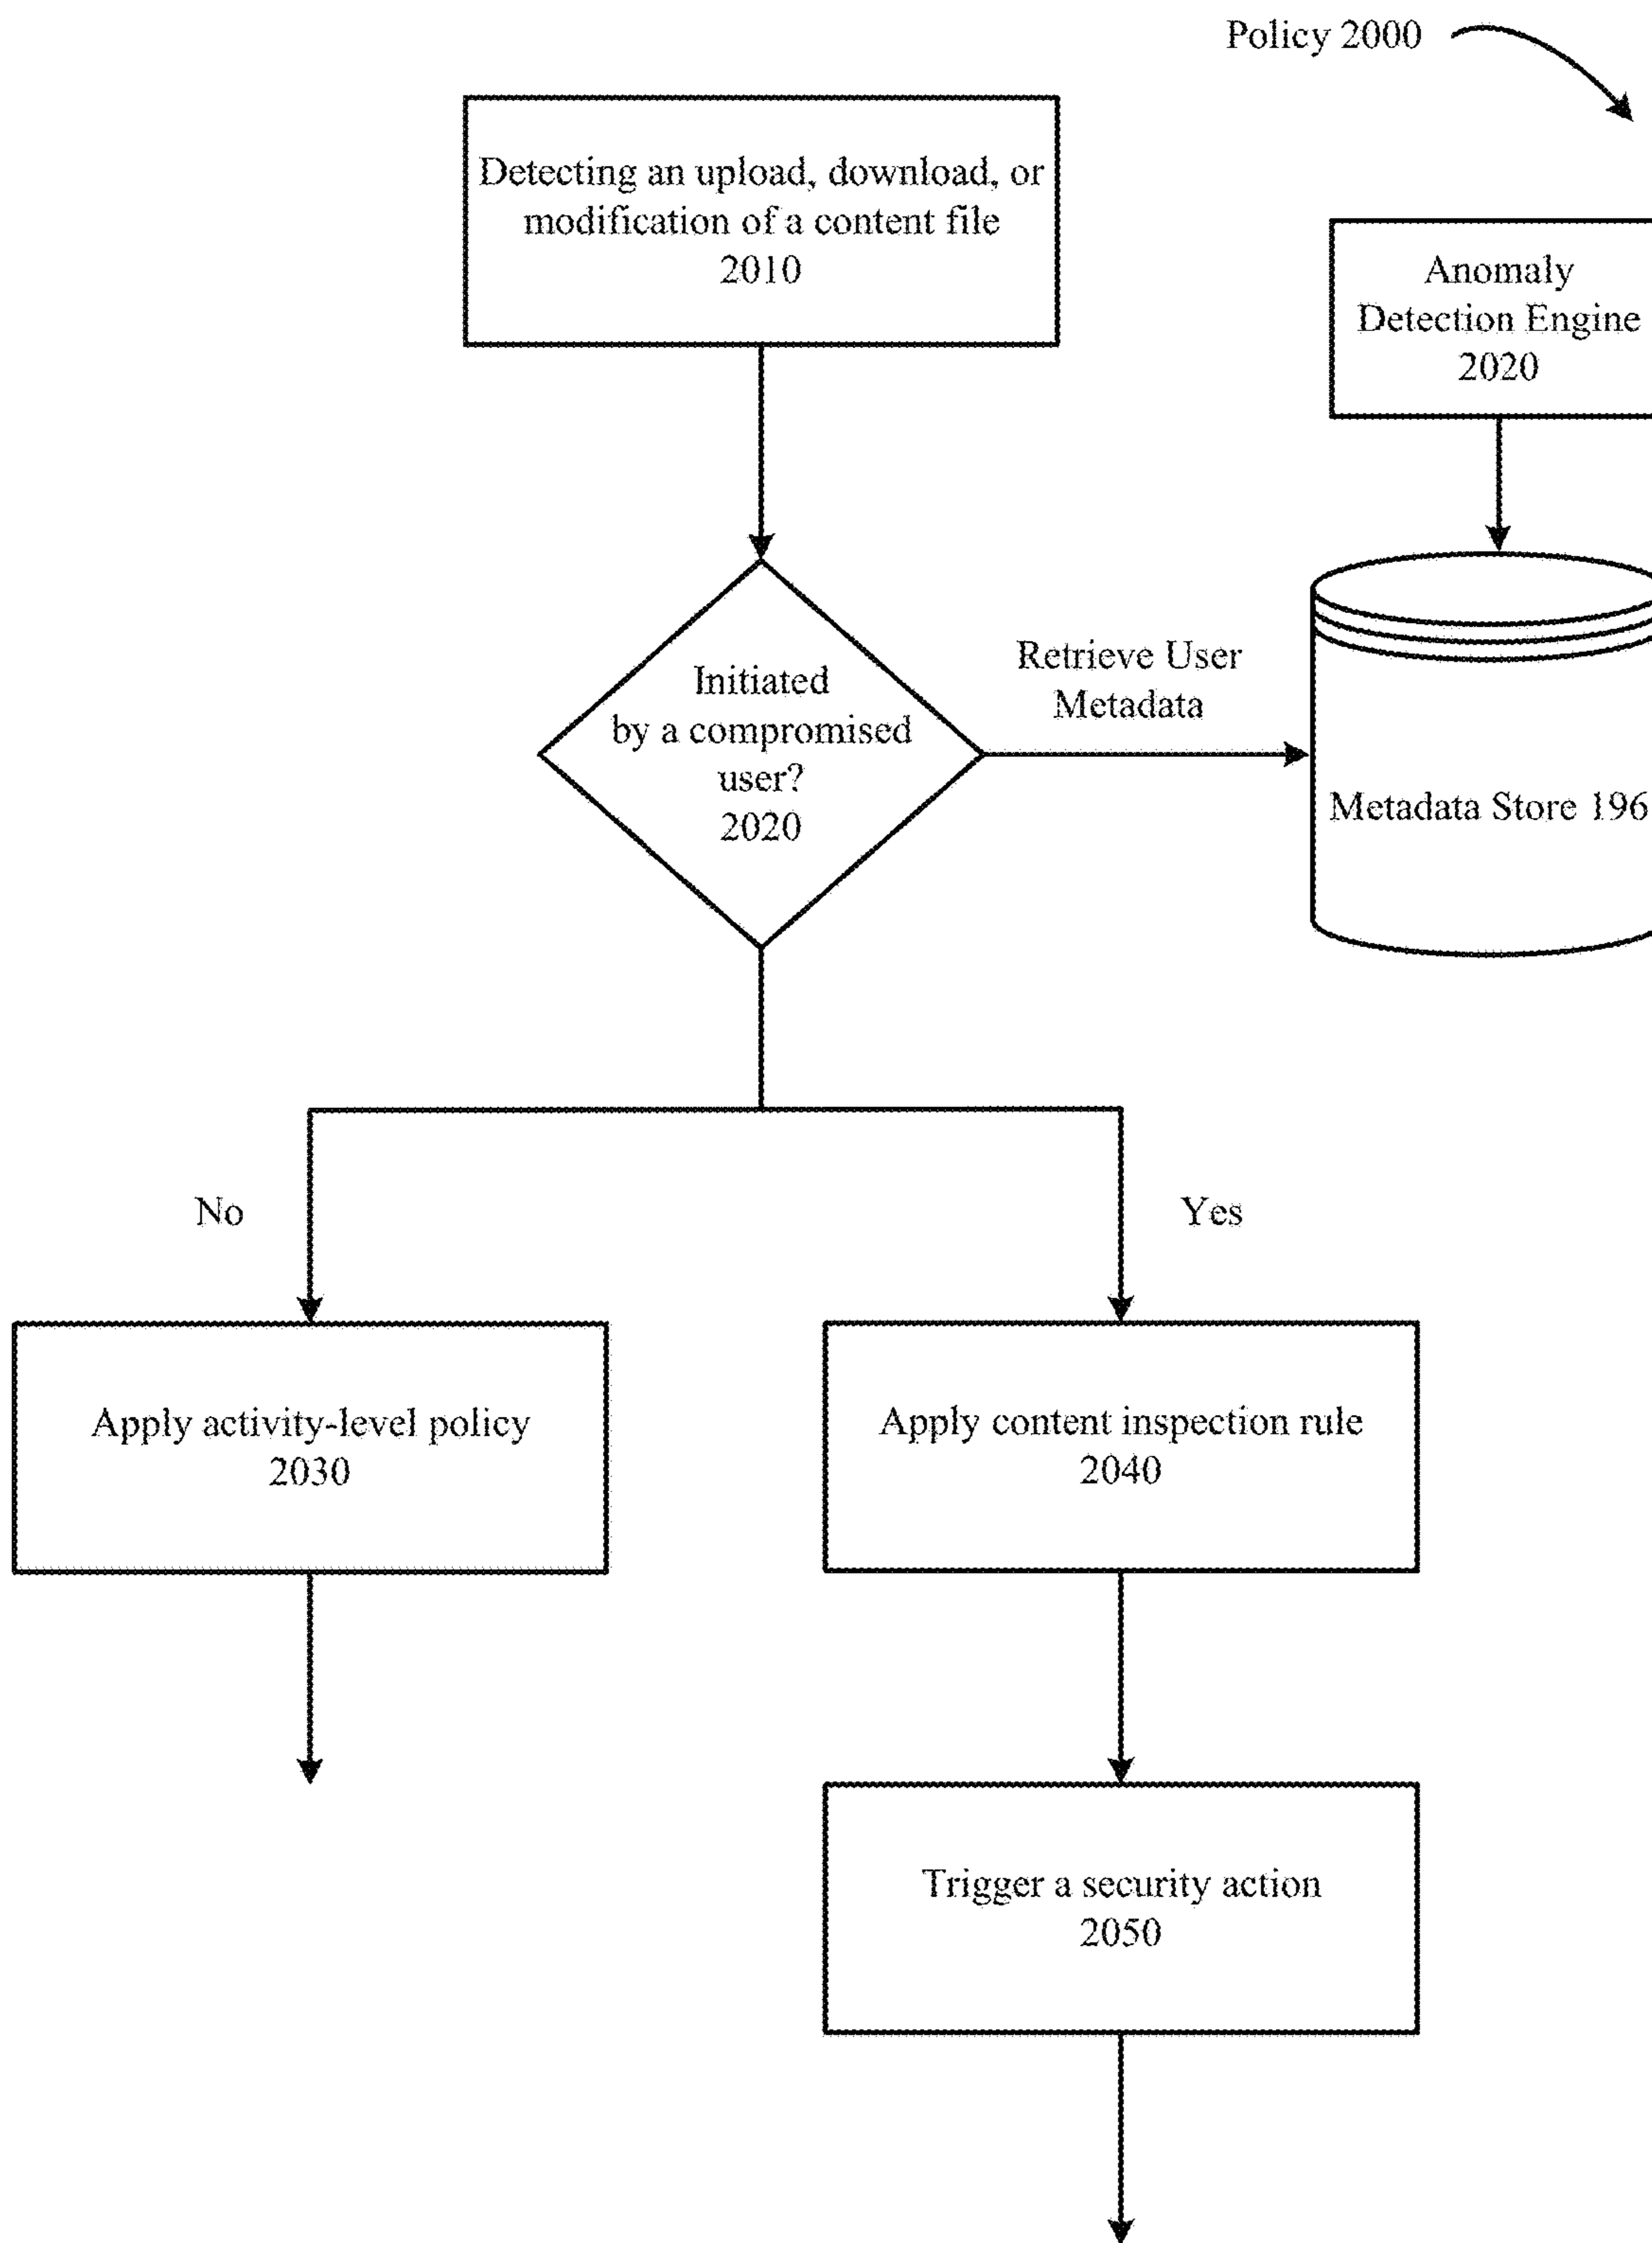 Policy 2000
Detecting an upload, download, or
modification of a content file
2010
Anomaly
Detection Engine
2020
Initiated
by a compromised
user?
2020
Retrieve User
Metadata
Metadata Store 196
No
Yes
Apply activity-level policy
2030
Apply content inspection rule
2040
Trigger a security action
2050